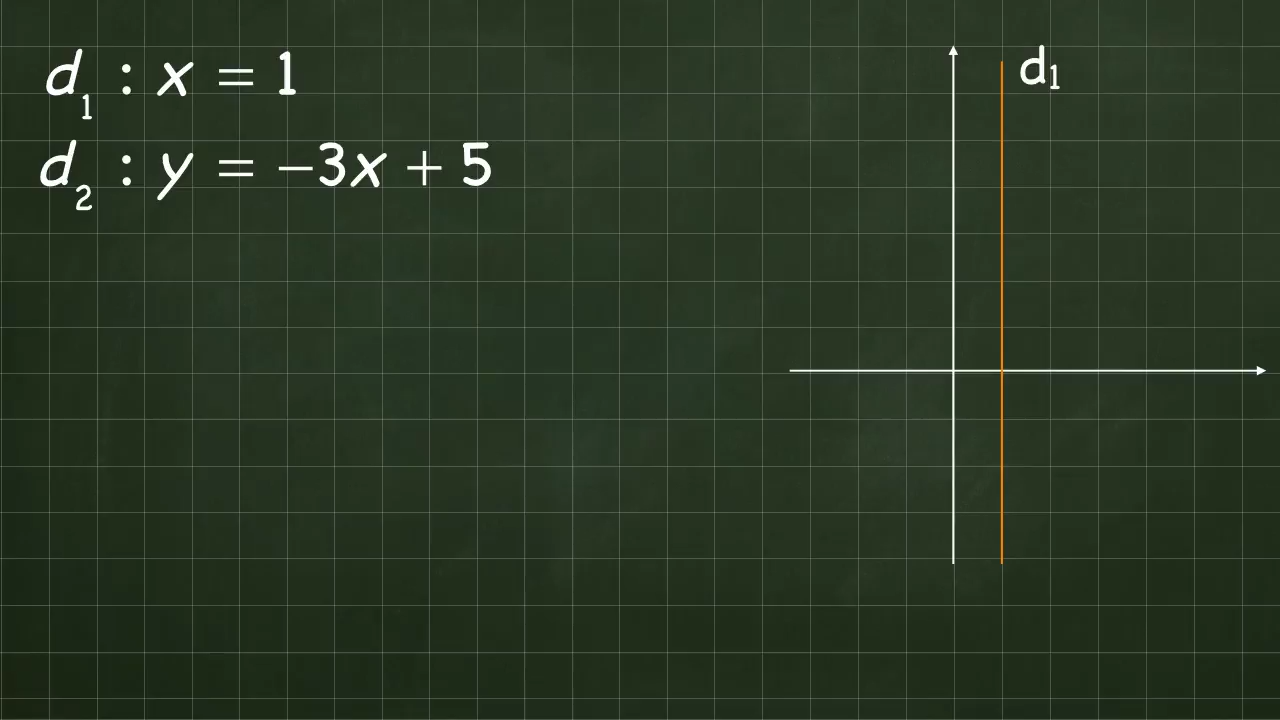 d₁ : x = 1
d₂ : y = −3x + 5
d₁